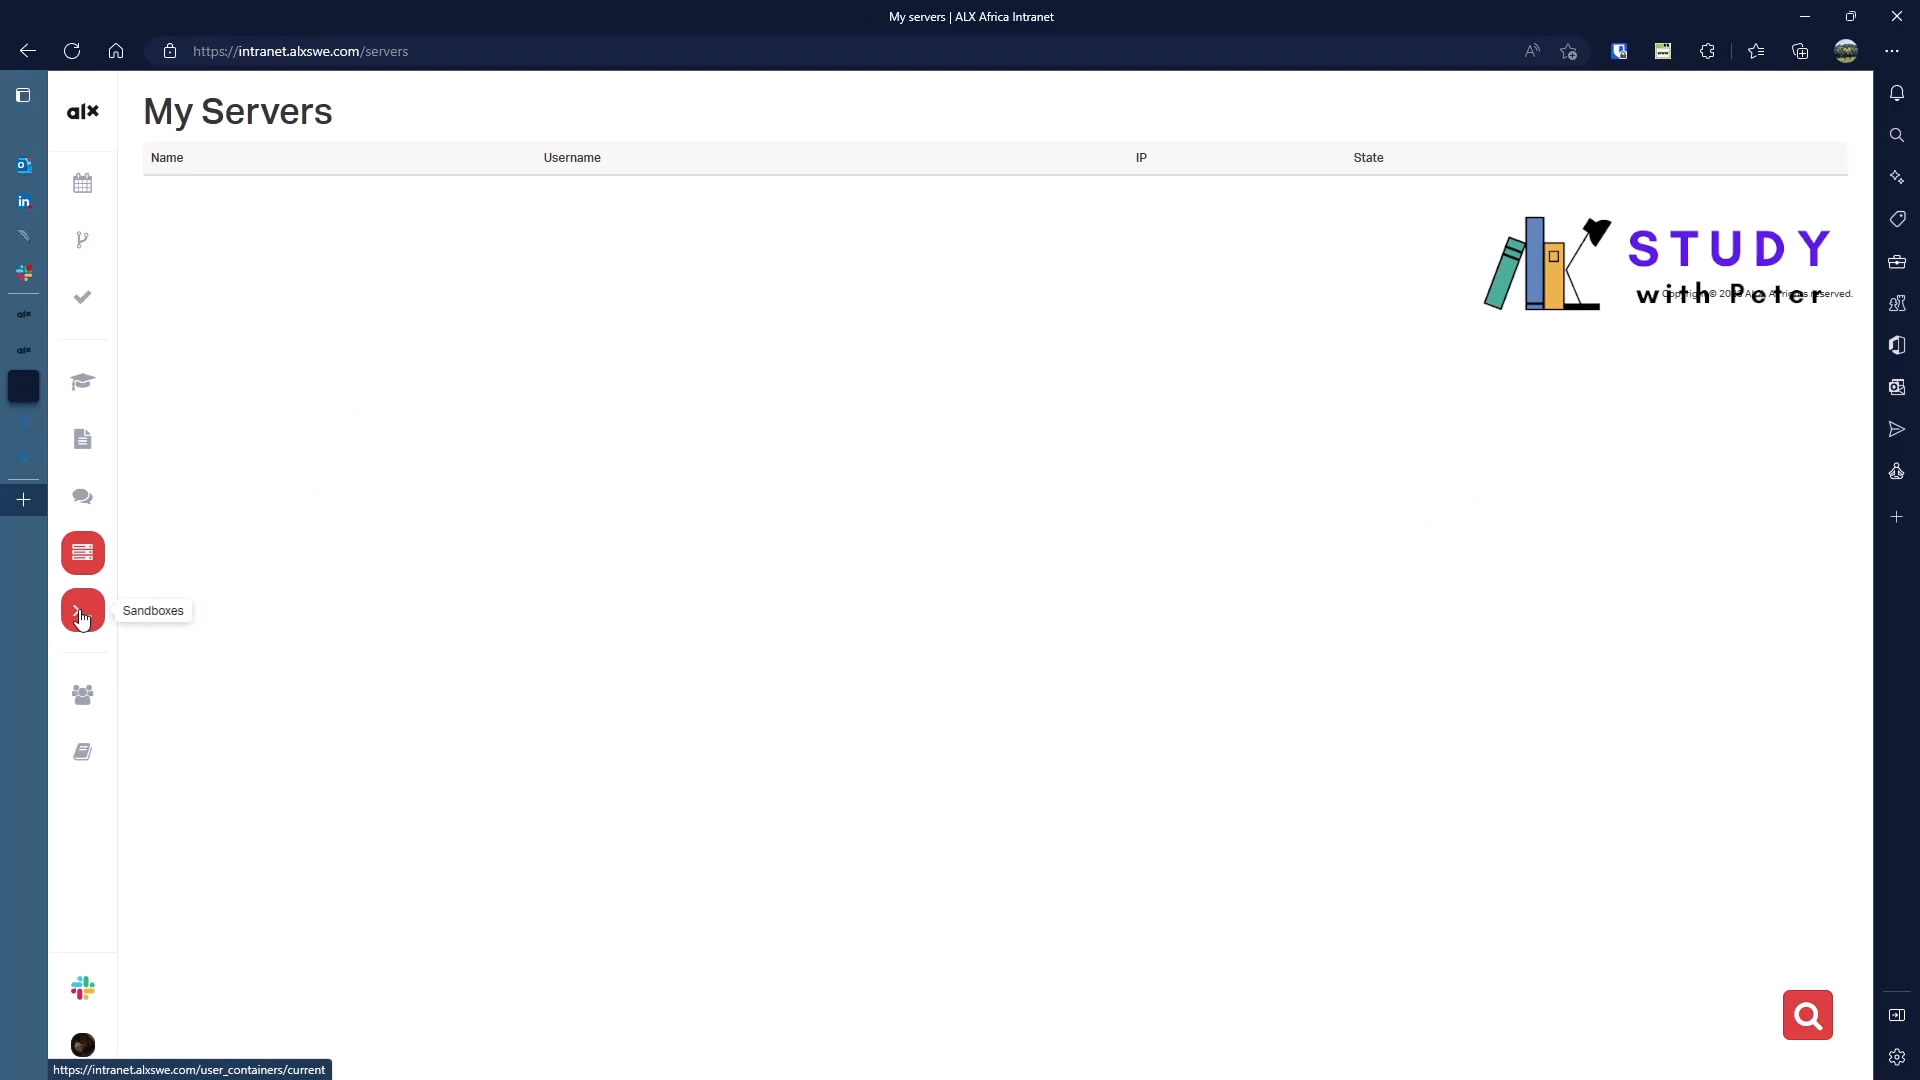 My servers | ALX Africa Intranet
https://intranet.alxswe.com/servers
alx
My Servers
Name Username IP State
STUDY
with Peter
Sandboxes
https://intranet.alxswe.com/user_containers/current